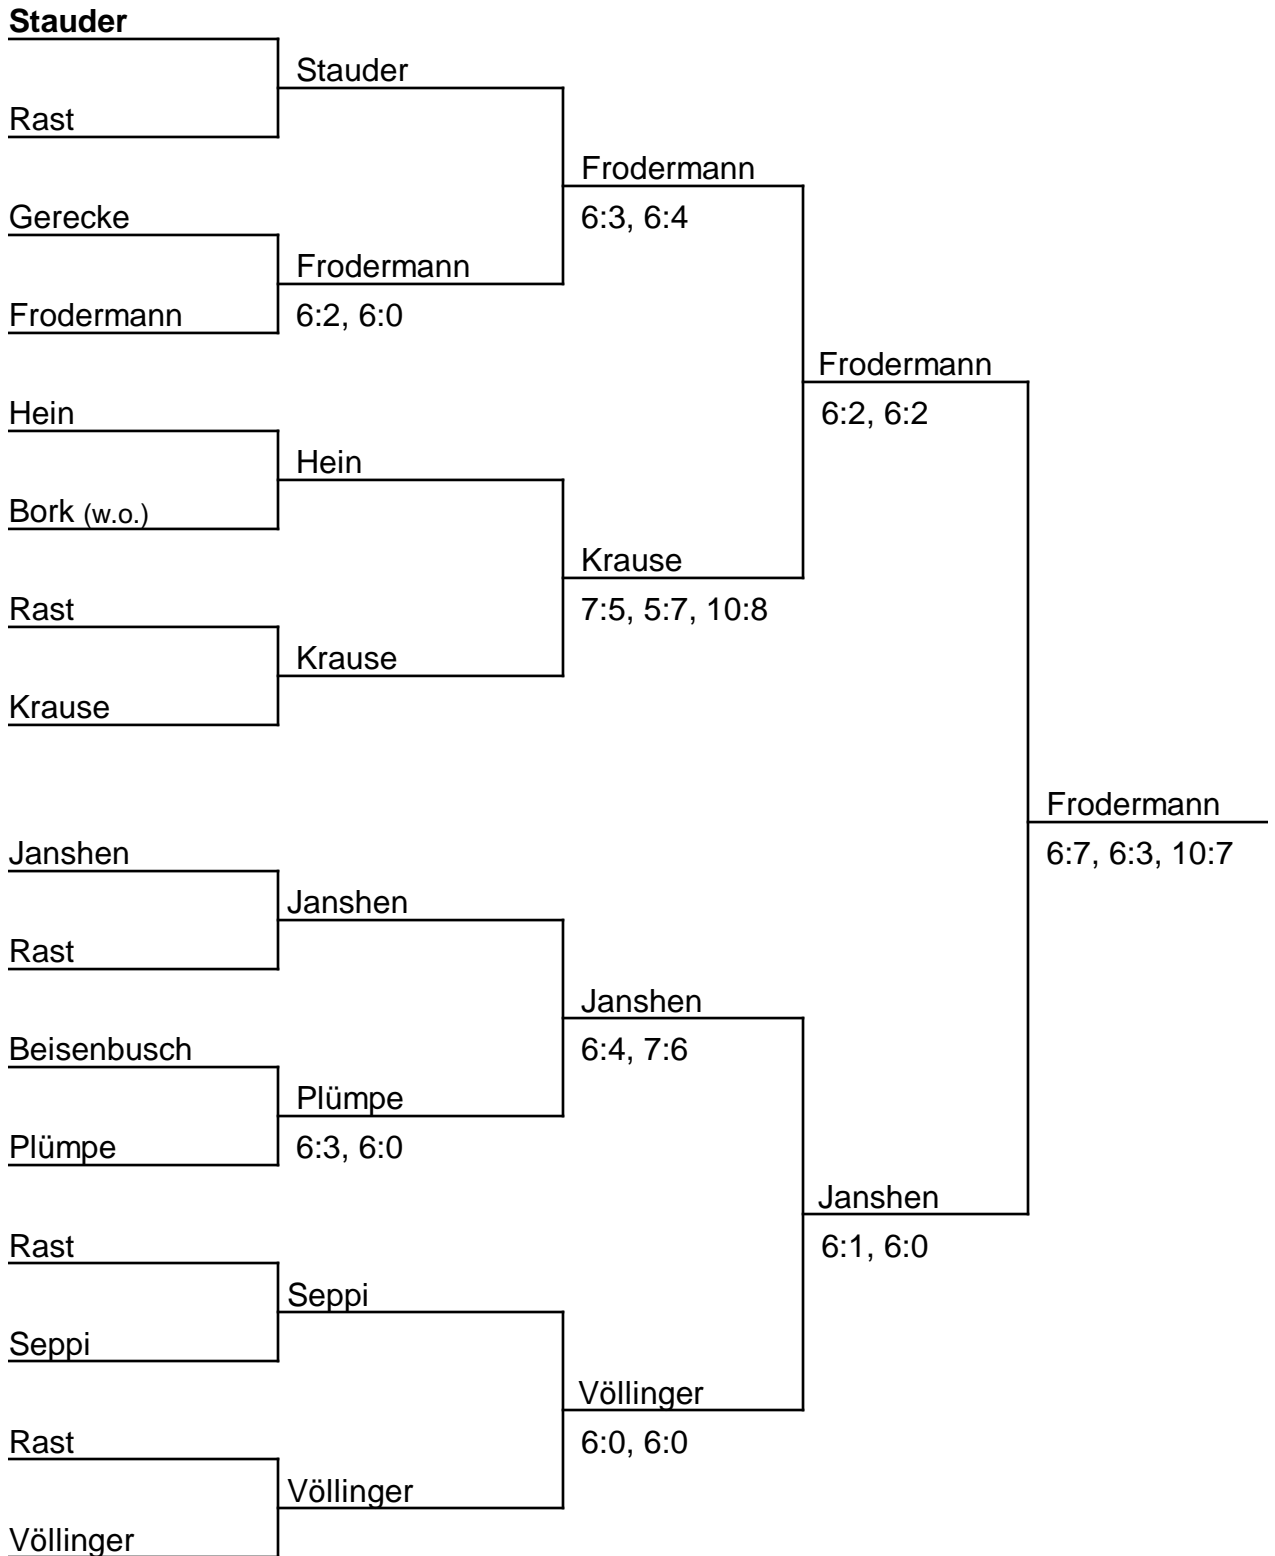 Stauder
Stauder
Rast
Frodermann
Gerecke
6:3, 6:4
Frodermann
Frodermann
6:2, 6:0
Frodermann
Hein
6:2, 6:2
Hein
Bork (w.o.)
Krause
Rast
7:5, 5:7, 10:8
Krause
Krause
Frodermann
Janshen
6:7, 6:3, 10:7
Janshen
Rast
Janshen
Beisenbusch
6:4, 7:6
Plümpe
Plümpe
6:3, 6:0
Janshen
Rast
6:1, 6:0
Seppi
Seppi
Völlinger
Rast
6:0, 6:0
Völlinger
Völlinger